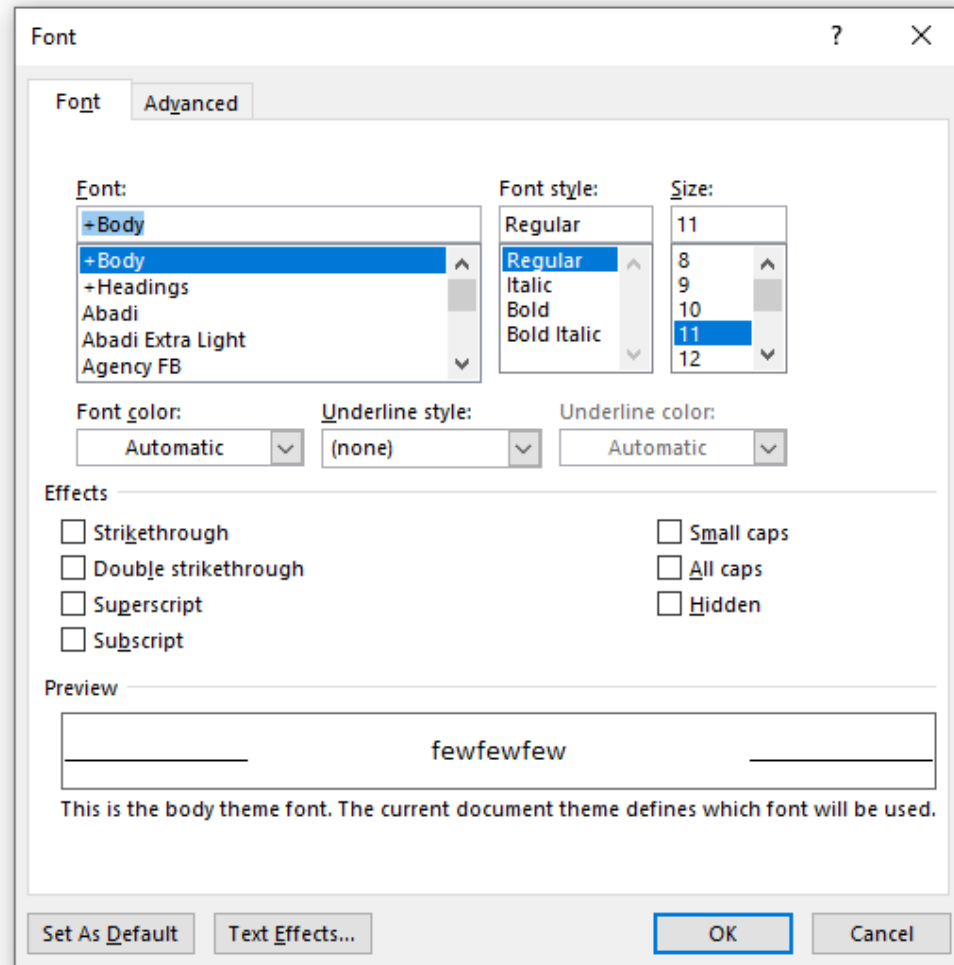 Font ?
Font Advanced
Font: Font style: Size:
+Body Regular 11
+Body Regular 8
+Headings Italic 9
Abadi Bold 10
Abadi Extra Light Bold Italic 11
Agency FB 12
Font color: Underline style: Underline color:
Automatic (none) Automatic
Effects
Strikethrough Small caps
Double strikethrough All caps
Superscript Hidden
Subscript
Preview
fewfewfew
This is the body theme font. The current document theme defines which font will be used.
Set As Default Text Effects... OK Cancel